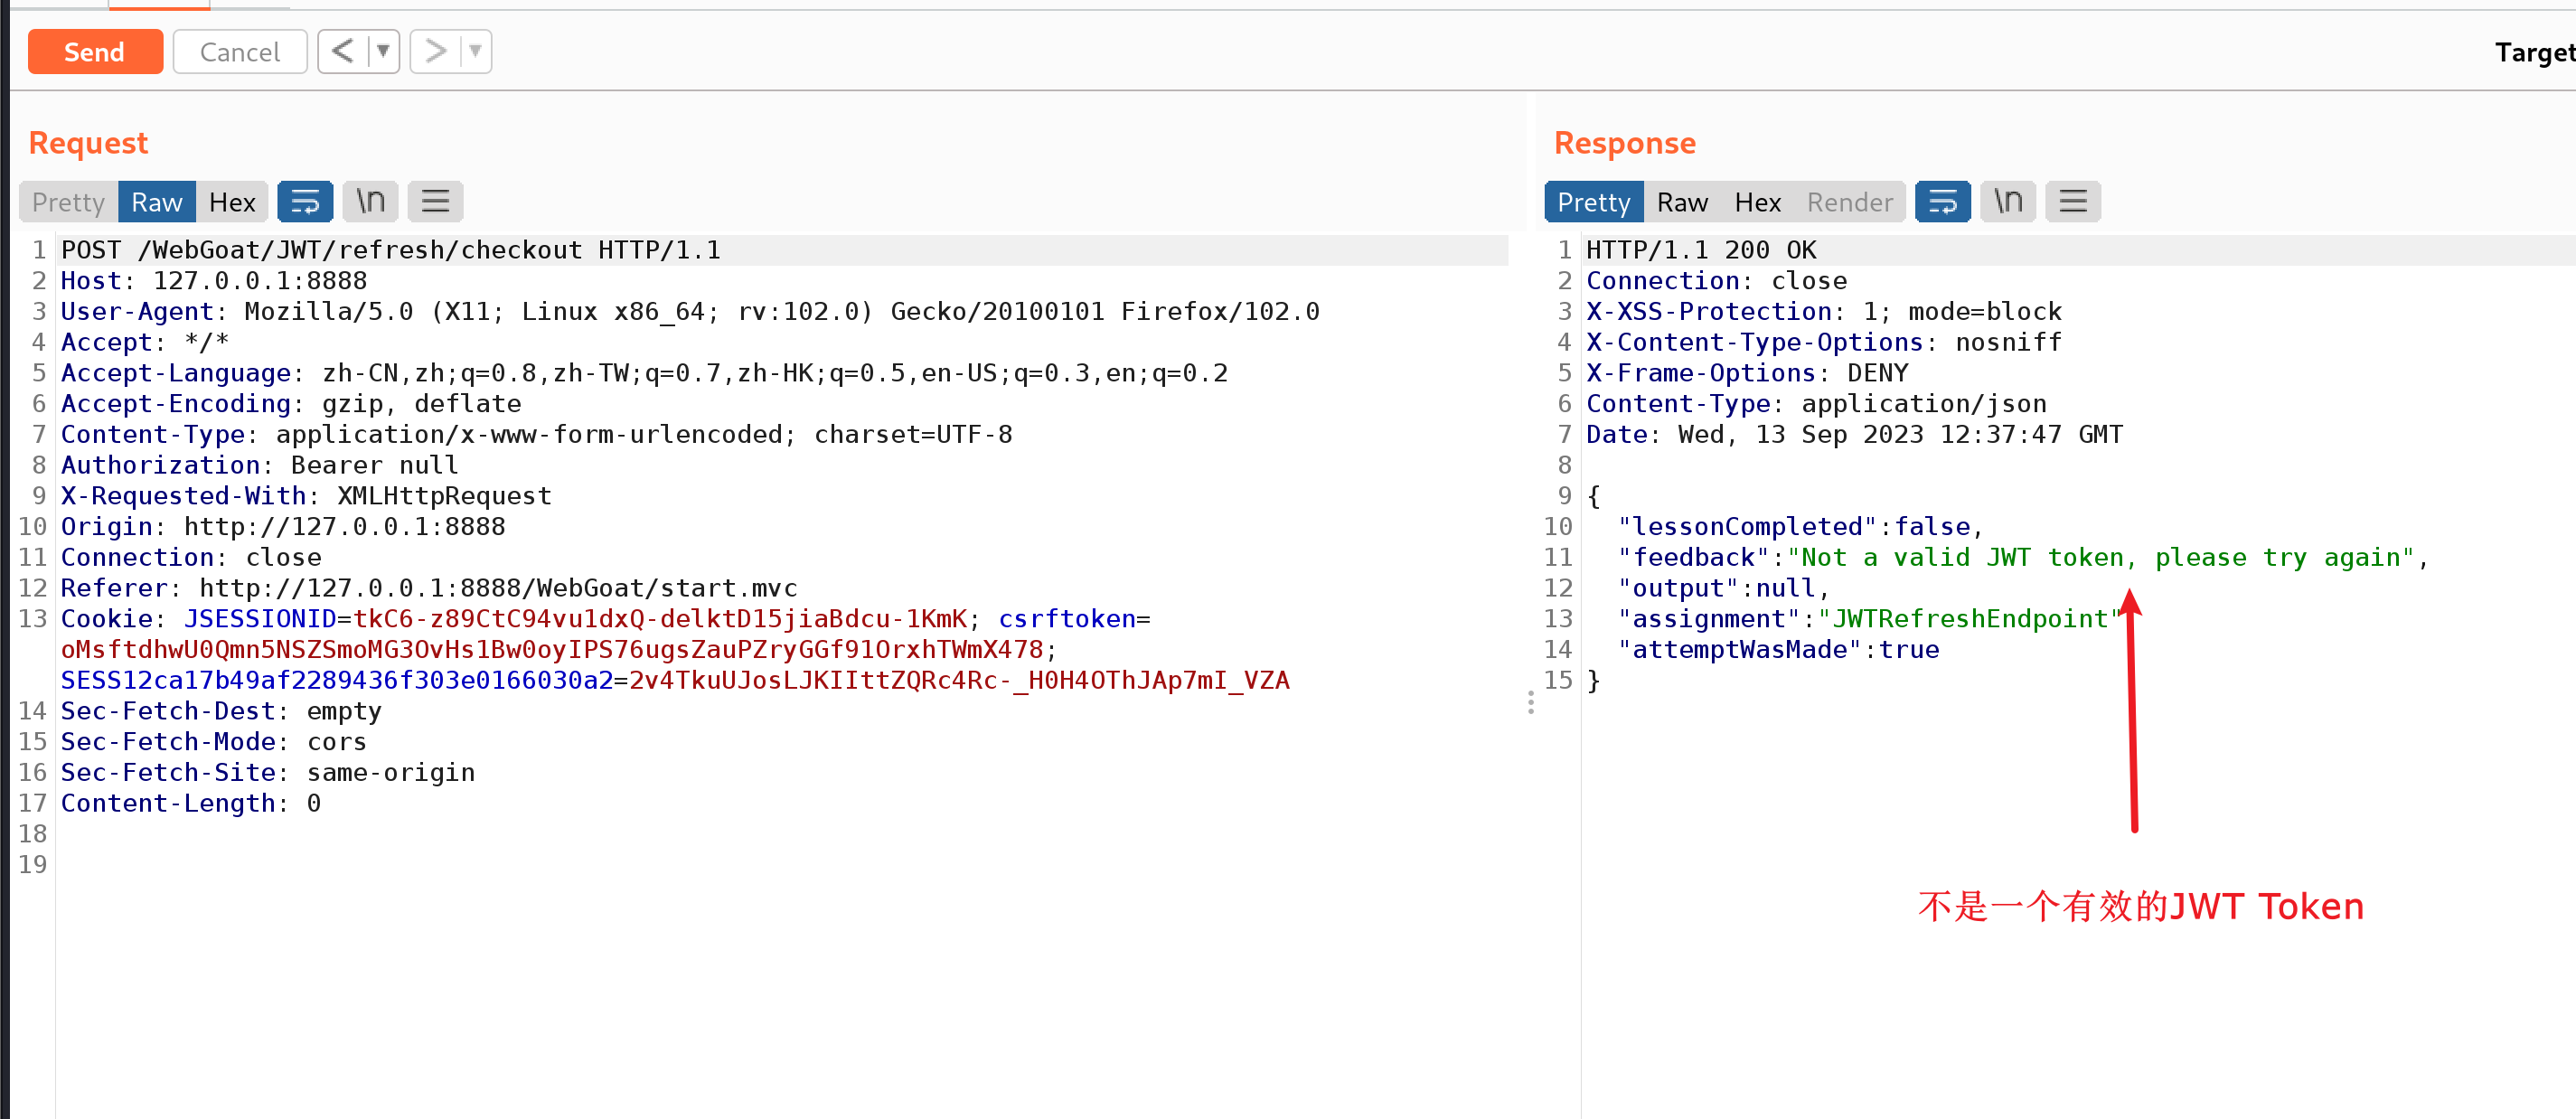 Send Cancel < ▼ > ▼
Target
Request
Pretty Raw Hex \n
1 POST /WebGoat/JWT/refresh/checkout HTTP/1.1
2 Host: 127.0.0.1:8888
3 User-Agent: Mozilla/5.0 (X11; Linux x86_64; rv:102.0) Gecko/20100101 Firefox/102.0
4 Accept: */*
5 Accept-Language: zh-CN,zh;q=0.8,zh-TW;q=0.7,zh-HK;q=0.5,en-US;q=0.3,en;q=0.2
6 Accept-Encoding: gzip, deflate
7 Content-Type: application/x-www-form-urlencoded; charset=UTF-8
8 Authorization: Bearer null
9 X-Requested-With: XMLHttpRequest
10 Origin: http://127.0.0.1:8888
11 Connection: close
12 Referer: http://127.0.0.1:8888/WebGoat/start.mvc
13 Cookie: JSESSIONID=tkC6-z89CtC94vu1dxQ-delktD15jiaBdcu-1KmK; csrftoken=
oMsftdhwU0Qmn5NSZSmoMG3OvHs1Bw0oyIPS76ugsZauPZryGGf91OrxhTWmX478;
SESS12ca17b49af2289436f303e0166030a2=2v4TkuUJosLJKIIttZQRc4Rc-_H0H4OThJAp7mI_VZA
14 Sec-Fetch-Dest: empty
15 Sec-Fetch-Mode: cors
16 Sec-Fetch-Site: same-origin
17 Content-Length: 0
18
19
Response
Pretty Raw Hex Render \n
1 HTTP/1.1 200 OK
2 Connection: close
3 X-XSS-Protection: 1; mode=block
4 X-Content-Type-Options: nosniff
5 X-Frame-Options: DENY
6 Content-Type: application/json
7 Date: Wed, 13 Sep 2023 12:37:47 GMT
8
9 {
10 "lessonCompleted":false,
11 "feedback":"Not a valid JWT token, please try again",
12 "output":null,
13 "assignment":"JWTRefreshEndpoint"
14 "attemptWasMade":true
15 }
不是一个有效的JWT Token